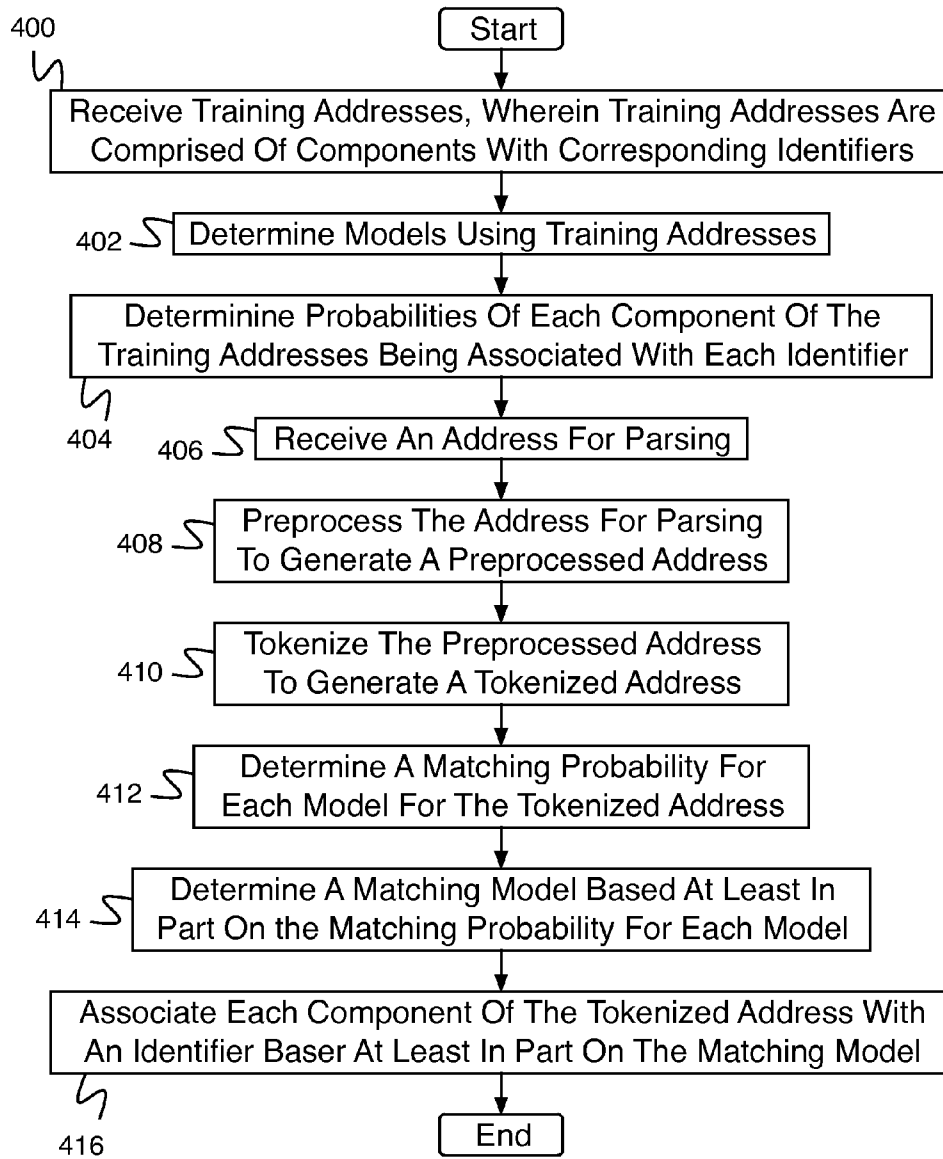 Start
400
Receive Training Addresses, Wherein Training Addresses Are
Comprised Of Components With Corresponding Identifiers
402
Determine Models Using Training Addresses
Determinine Probabilities Of Each Component Of The
Training Addresses Being Associated With Each Identifier
404
406
Receive An Address For Parsing
408
Preprocess The Address For Parsing
To Generate A Preprocessed Address
410
Tokenize The Preprocessed Address
To Generate A Tokenized Address
412
Determine A Matching Probability For
Each Model For The Tokenized Address
414
Determine A Matching Model Based At Least In
Part On the Matching Probability For Each Model
Associate Each Component Of The Tokenized Address With
An Identifier Baser At Least In Part On The Matching Model
416
End